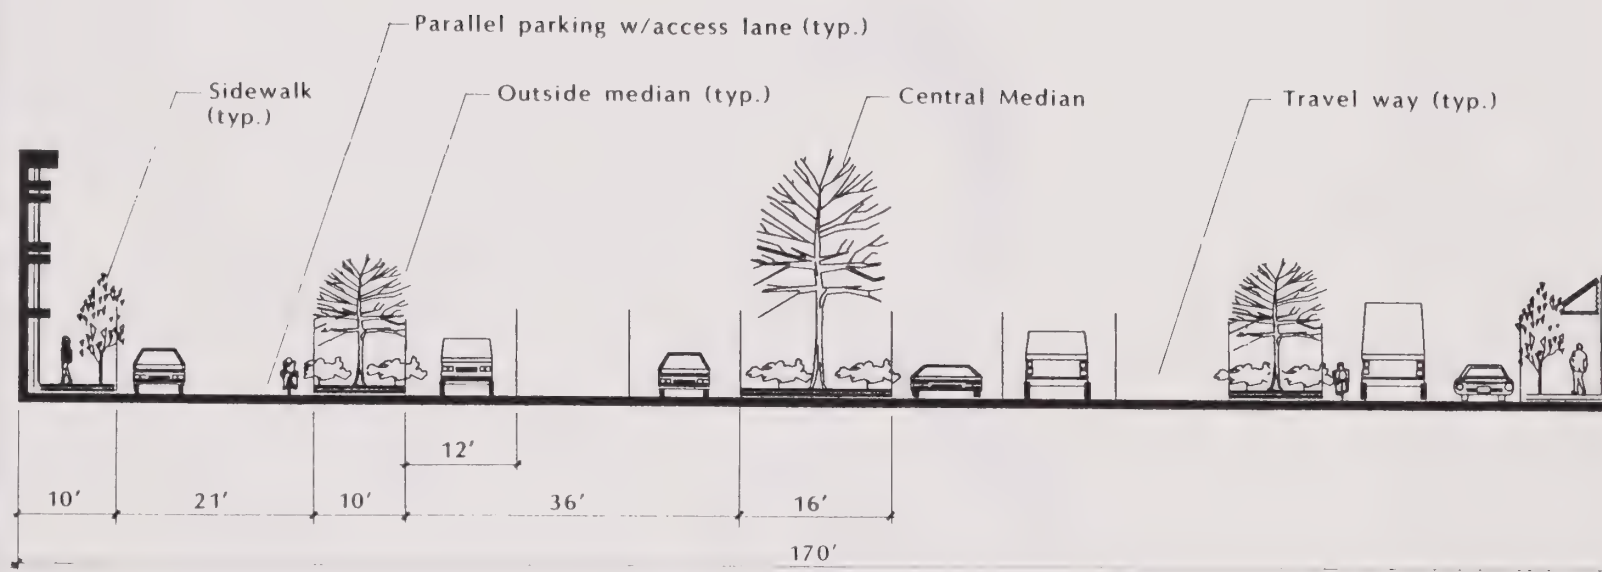 Parallel parking w/access lane (typ.)
Sidewalk
(typ.)
Outside median (typ.)
Central Median
Travel way (typ.)
12'
10'
21'
10'
36'
16'
170'